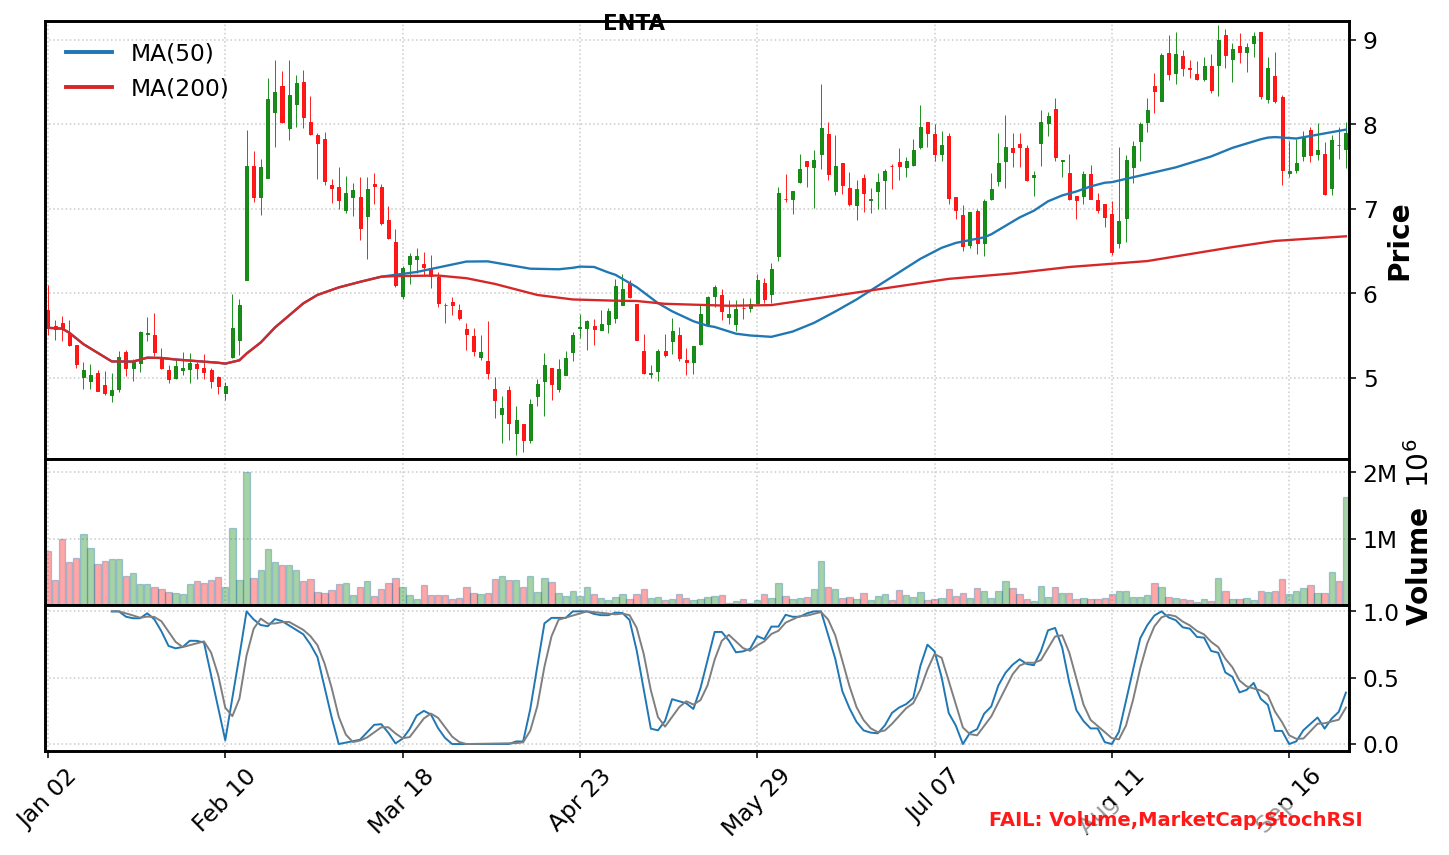 ENTA
MA(50)
MA(200)
9
8
7
6
5
Price
2M
1M
Volume 10^6
1.0
0.5
0.0
Jan 02
Feb 10
Mar 18
Apr 23
May 29
Jul 07
Aug 11
Sep 16
FAIL: Volume,MarketCap,StochRSI